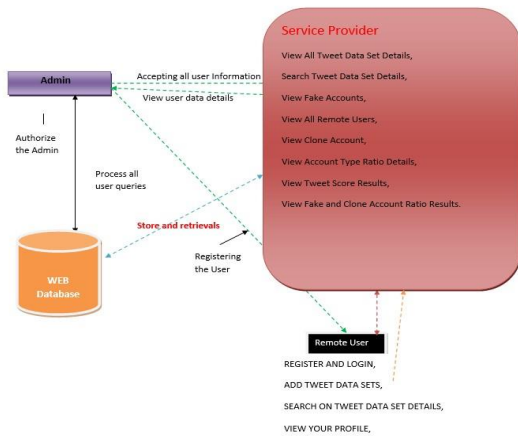 Service Provider
View All Tweet Data Set Details,
Search Tweet Data Set Details,
View Fake Accounts,
View All Remote Users,
View Clone Account,
View Account Type Ratio Details,
View Tweet Score Results,
View Fake and Clone Account Ratio Results.
Admin
Accepting all user Information
View user data details
Authorize
the Admin
Process all
user queries
Store and retrievals
Registering
the User
WEB
Database
Remote User
REGISTER AND LOGIN,
ADD TWEET DATA SETS,
SEARCH ON TWEET DATA SET DETAILS,
VIEW YOUR PROFILE,